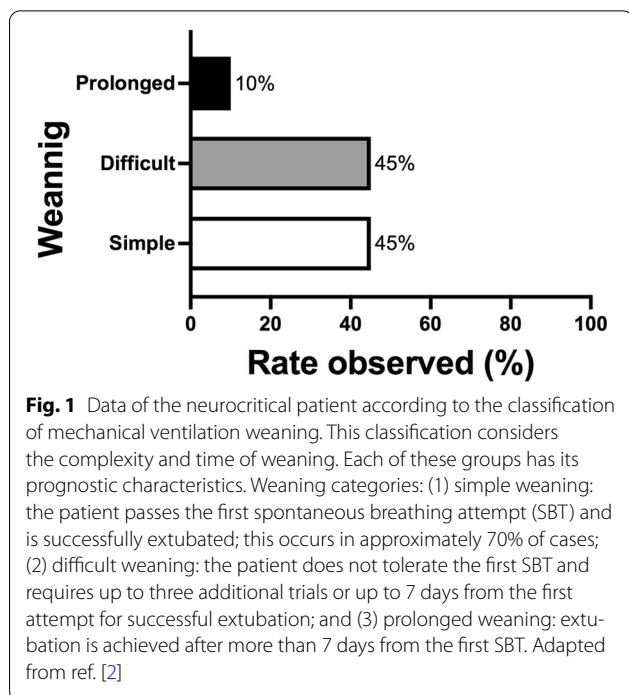 Weannig
Prolonged
10%
Difficult
45%
Simple
45%
0 20 40 60 80 100
Rate observed (%)
Fig. 1 Data of the neurocritical patient according to the classification
of mechanical ventilation weaning. This classification considers
the complexity and time of weaning. Each of these groups has its
prognostic characteristics. Weaning categories: (1) simple weaning:
the patient passes the first spontaneous breathing attempt (SBT) and
is successfully extubated; this occurs in approximately 70% of cases;
(2) difficult weaning: the patient does not tolerate the first SBT and
requires up to three additional trials or up to 7 days from the first
attempt for successful extubation; and (3) prolonged weaning: extu-
bation is achieved after more than 7 days from the first SBT. Adapted
from ref. [2]